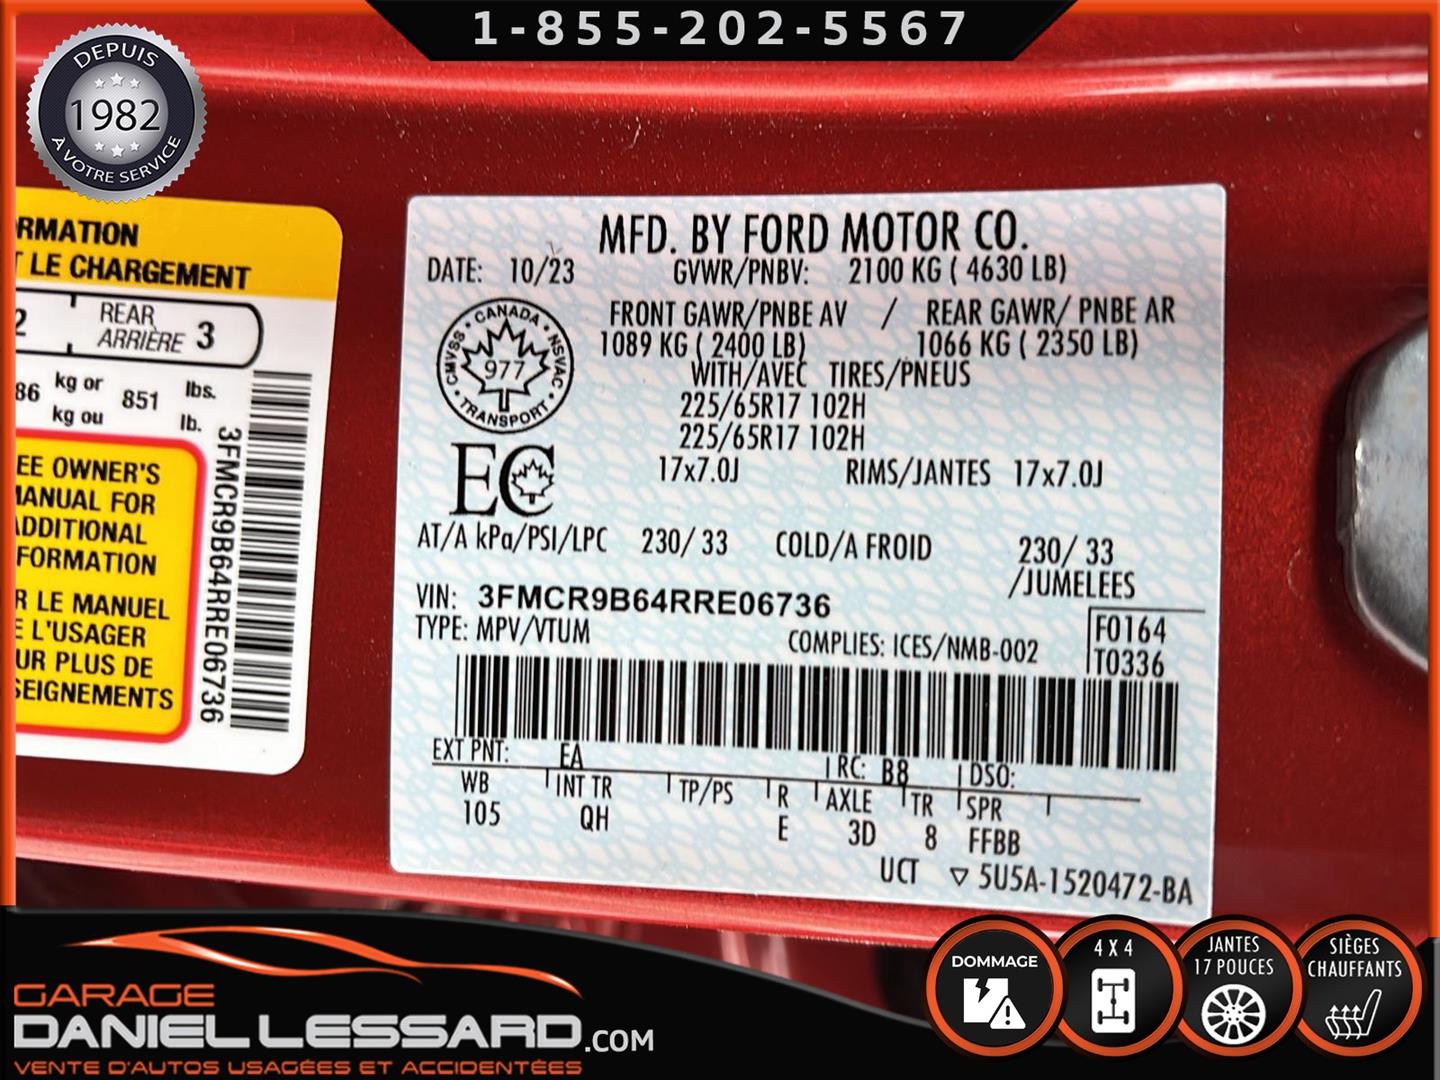 1-855-202-5567
DEPUIS
1982
À VOTRE SERVICE
RMATION
T LE CHARGEMENT
2 REAR ARRIÈRE 3
86 kg or kg ou 851 lbs. lb.
EE OWNER'S
MANUAL FOR
ADDITIONAL
FORMATION
R LE MANUEL
E L'USAGER
UR PLUS DE
SEIGNEMENTS
3FMCR9B64RRE06736
MFD. BY FORD MOTOR CO.
DATE: 10/23 GVWR/PNBV: 2100 KG ( 4630 LB)
FRONT GAWR/PNBE AV / REAR GAWR/ PNBE AR
1089 KG ( 2400 LB) 1066 KG ( 2350 LB)
WITH/AVEC TIRES/PNEUS
225/65R17 102H
225/65R17 102H
17x7.0J RIMS/JANTES 17x7.0J
CANADA
CMVSS 977 NSVAC
TRANSPORT
EC
AT/A kPa/PSI/LPC 230/ 33 COLD/A FROID 230/ 33
/JUMELEES
VIN: 3FMCR9B64RRE06736
TYPE: MPV/VTUM COMPLIES: ICES/NMB-002
F0164
T0336
EXT PNT: EA RC: B8 DSO:
WB INT TR TP/PS R AXLE TR SPR
105 QH E 3D 8 FFBB
UCT ▽ 5U5A-1520472-BA
GARAGE
DANIEL LESSARD.COM
VENTE D'AUTOS USAGÉES ET ACCIDENTÉES
DOMMAGE
4 X 4
JANTES
17 POUCES
SIÈGES
CHAUFFANTS